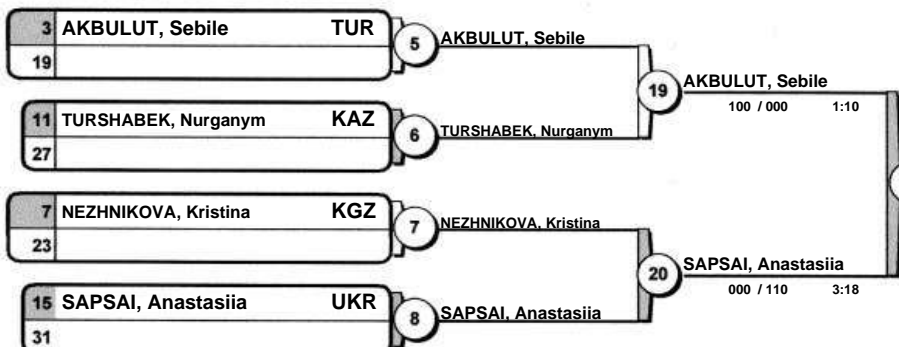 3 AKBULUT, Sebile TUR
19
5 AKBULUT, Sebile
11 TURSHABEK, Nurganym KAZ
27
6 TURSHABEK, Nurganym
19 AKBULUT, Sebile
100 / 000 1:10
7 NEZHNIKOVA, Kristina KGZ
23
7 NEZHNIKOVA, Kristina
15 SAPSAI, Anastasiia UKR
31
8 SAPSAI, Anastasiia
20 SAPSAI, Anastasiia
000 / 110 3:18